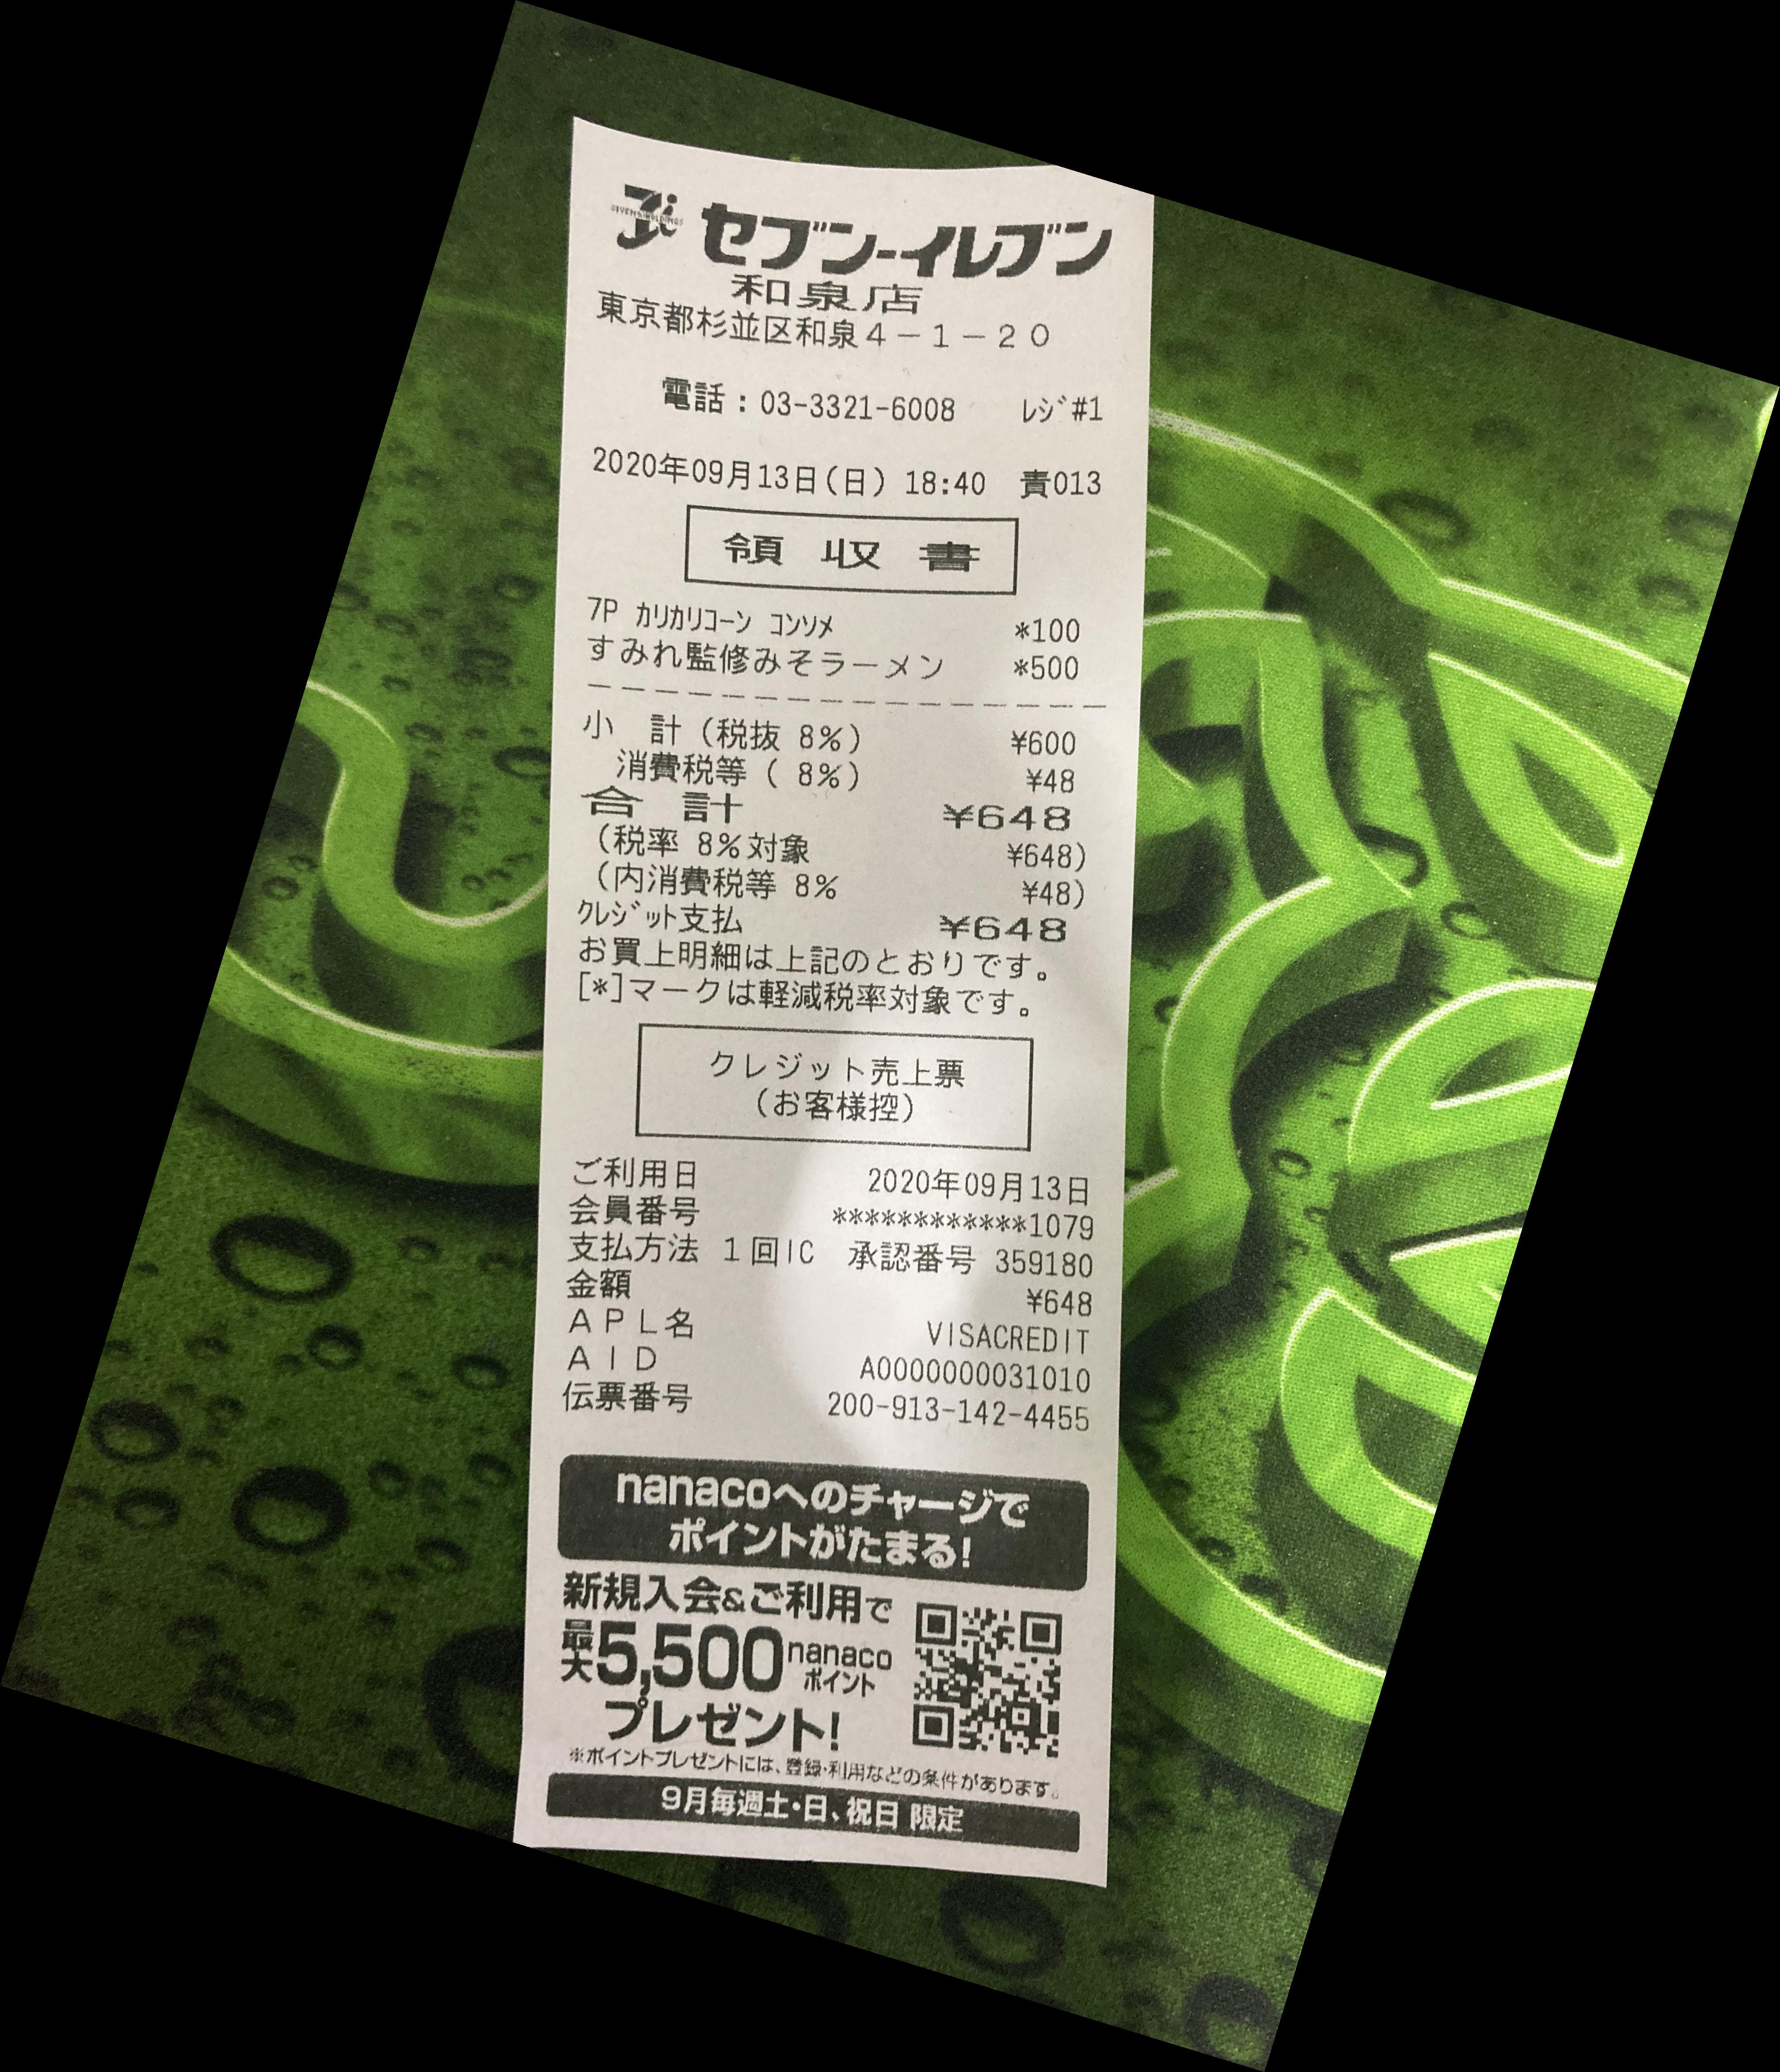 セブン-イレブン
和泉店
東京都杉並区和泉4-1-20
電話:03-3321-6008 レジ#1
2020年09月13日(日) 18:40 責013
領収書
7P カリカリコーン コンソメ *100
すみれ監修みそラーメン *500
小 計(税抜 8%) ¥600
消費税等( 8%) ¥48
合 計 ¥648
(税率 8%対象 ¥648)
(内消費税等 8% ¥48)
クレジット支払 ¥648
お買上明細は上記のとおりです。
[*]マークは軽減税率対象です。
クレジット売上票
(お客様控)
ご利用日 2020年09月13日
会員番号 ************1079
支払方法 1回IC 承認番号 359180
金額 ¥648
APL名 VISACREDIT
AID A0000000031010
伝票番号 200-913-142-4455
nanacoへのチャージで
ポイントがたまる!
新規入会&ご利用で
最大5,500nanacoポイント
プレゼント!
※ポイントプレゼントには、登録・利用などの条件があります。
9月毎週土・日、祝日 限定